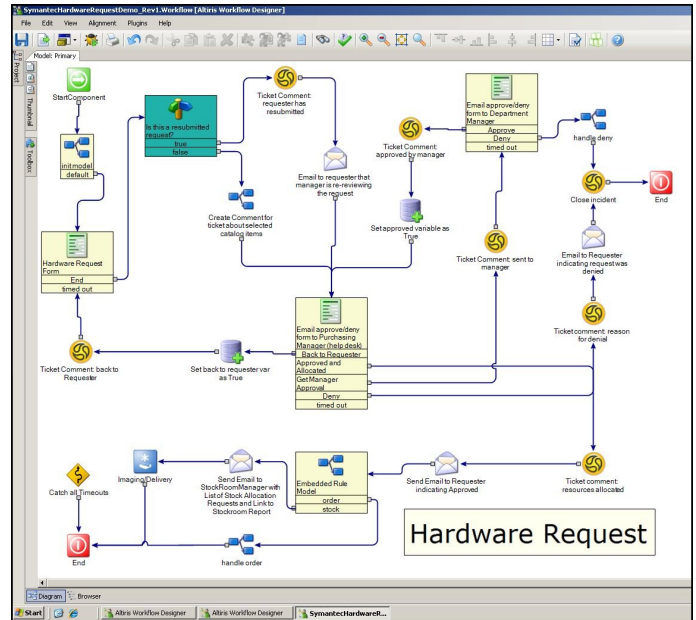 SymantecHardwareRequestDemo_Rev1.Workflow [Altiris Workflow Designer]
File Edit View Alignment Plugins Help
Model: Primary
Project
Thumbnail
Toolbox
StartComponent
init model
default
Hardware Request
Form
End
timed out
Is this a resubmitted
request?
true
false
Ticket Comment:
requester has
resubmitted
Create Comment for
ticket about selected
catalog items
Email to requester that
manager is re-reviewing
the request
Ticket Comment:
approved by manager
Set approved variable as
True
Email approve/deny
form to Department
Manager
Approve
Deny
timed out
handle deny
Close incident
End
Ticket Comment: sent to
manager
Email to Requester
indicating request was
denied
Ticket comment: reason
for denial
Email approve/deny
form to Purchasing
Manager (help desk)
Back to Requester
Approved and
Allocated
Get Manager
Approval
Deny
timed out
Ticket Comment: back to
Requester
Set back to requester var
as True
Catch all Timeouts
End
Imaging/Delivery
Send Email to
StockRoomManager with
List of Stock Allocation
Requests and Link to
Stockroom Report
handle order
Embedded Rule
Model
order
stock
Send Email to Requester
indicating Approved
Ticket comment:
resources allocated
Hardware Request
Diagram Browser
Start Altiris Workflow Designer Altiris Workflow Designer SymantecHardwareR...